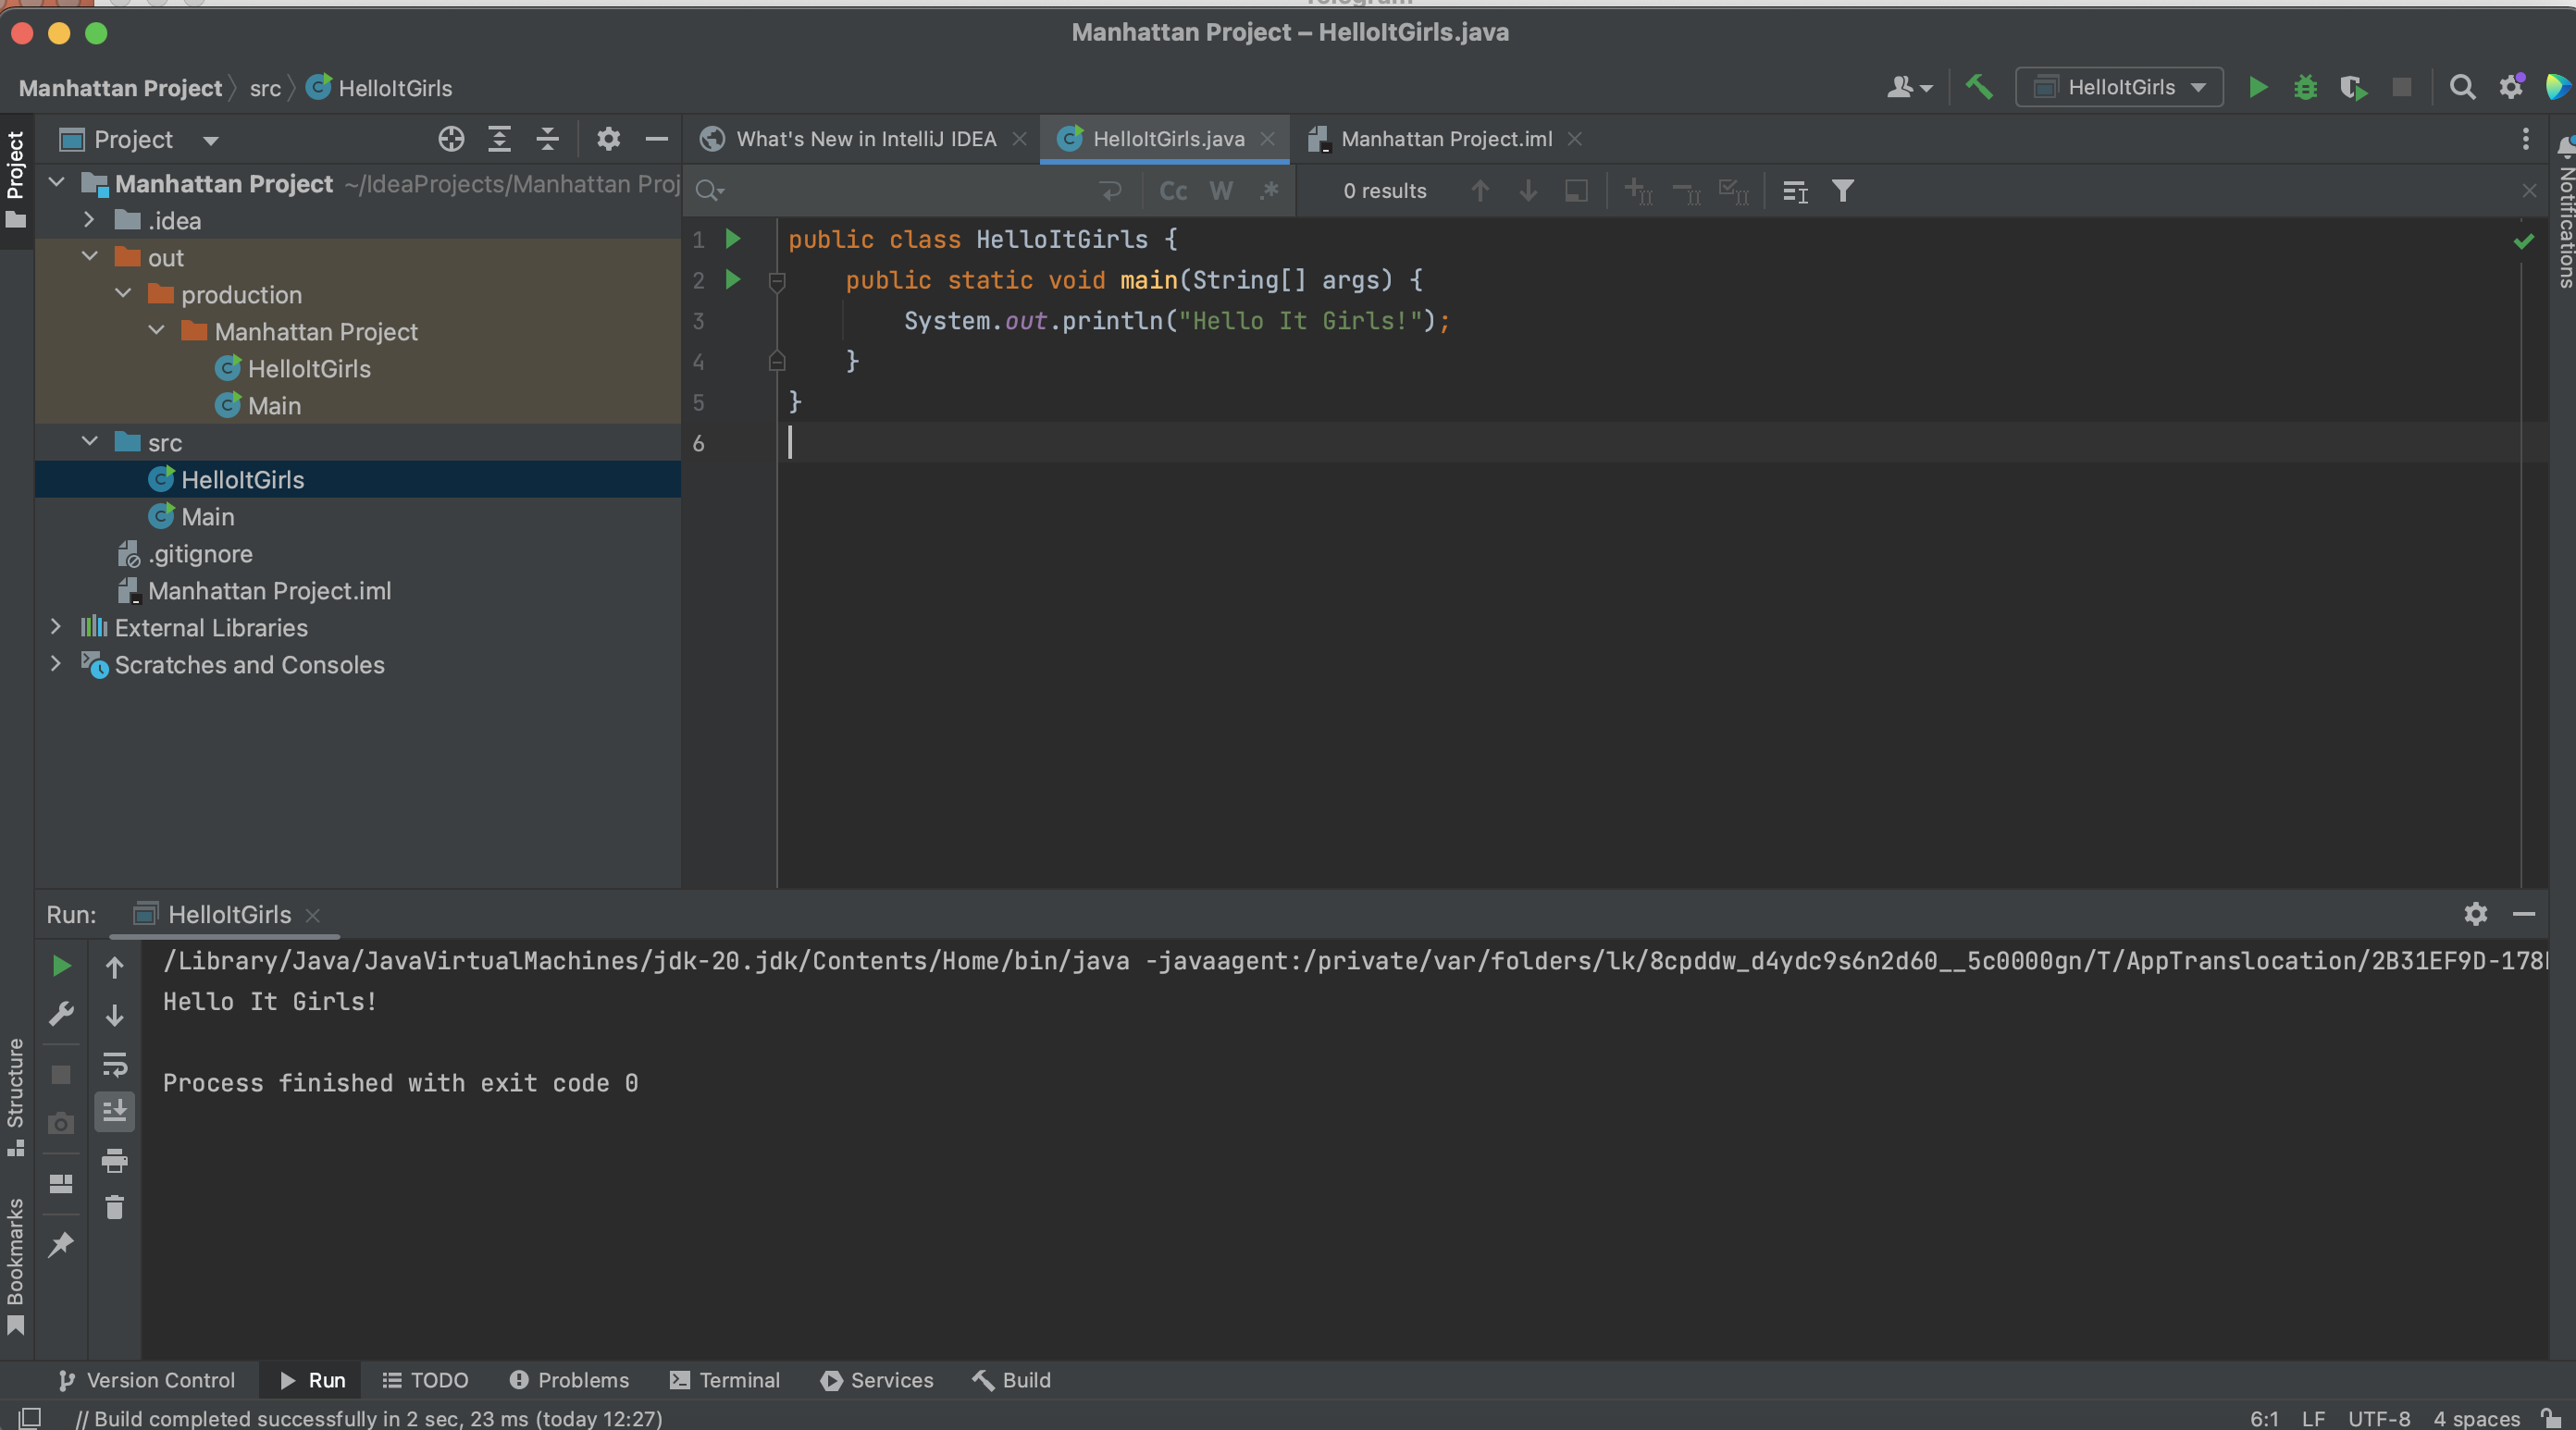 Manhattan Project – HelloItGirls.java
Manhattan Project src HelloItGirls
HelloItGirls
Project
What's New in IntelliJ IDEA
HelloItGirls.java
Manhattan Project.iml
Project
Manhattan Project ~/IdeaProjects/Manhattan Proj
.idea
out
production
Manhattan Project
HelloItGirls
Main
src
HelloItGirls
Main
.gitignore
Manhattan Project.iml
External Libraries
Scratches and Consoles
Cc W .*
0 results
1 public class HelloItGirls {
2 public static void main(String[] args) {
3 System.out.println("Hello It Girls!");
4 }
5 }
6
Notifications
Run: HelloItGirls
/Library/Java/JavaVirtualMachines/jdk-20.jdk/Contents/Home/bin/java -javaagent:/private/var/folders/lk/8cpddw_d4ydc9s6n2d60__5c0000gn/T/AppTranslocation/2B31EF9D-178
Hello It Girls!
Process finished with exit code 0
Structure
Bookmarks
Version Control
Run
TODO
Problems
Terminal
Services
Build
// Build completed successfully in 2 sec, 23 ms (today 12:27)
6:1 LF UTF-8 4 spaces